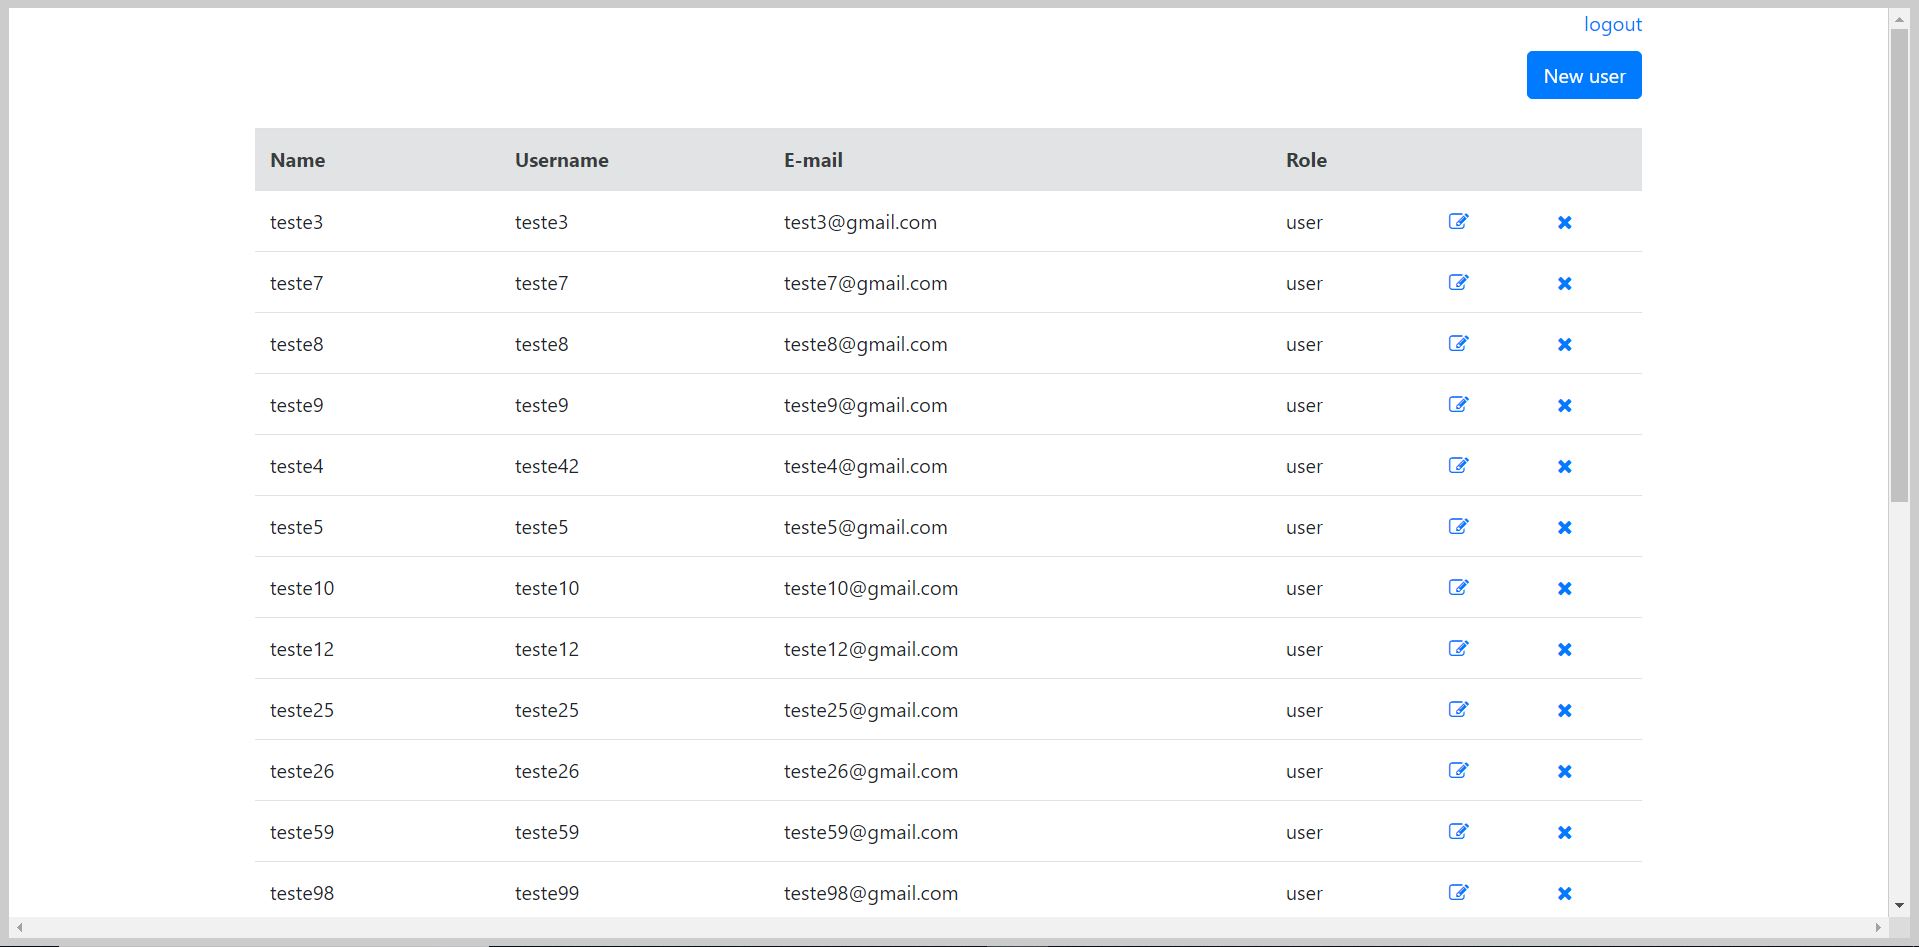 logout
New user
Name Username E-mail Role
teste3 teste3 test3@gmail.com user
teste7 teste7 teste7@gmail.com user
teste8 teste8 teste8@gmail.com user
teste9 teste9 teste9@gmail.com user
teste4 teste42 teste4@gmail.com user
teste5 teste5 teste5@gmail.com user
teste10 teste10 teste10@gmail.com user
teste12 teste12 teste12@gmail.com user
teste25 teste25 teste25@gmail.com user
teste26 teste26 teste26@gmail.com user
teste59 teste59 teste59@gmail.com user
teste98 teste99 teste98@gmail.com user